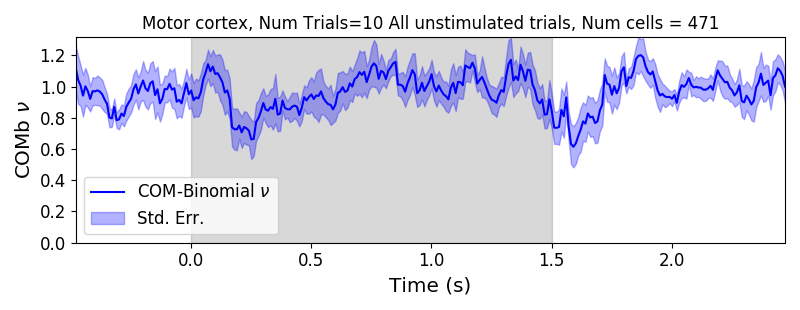 Motor cortex, Num Trials=10 All unstimulated trials, Num cells = 471
COMb ν
1.2
1.0
0.8
0.6
0.4
0.2
0.0
COM-Binomial ν
Std. Err.
0.0 0.5 1.0 1.5 2.0
Time (s)